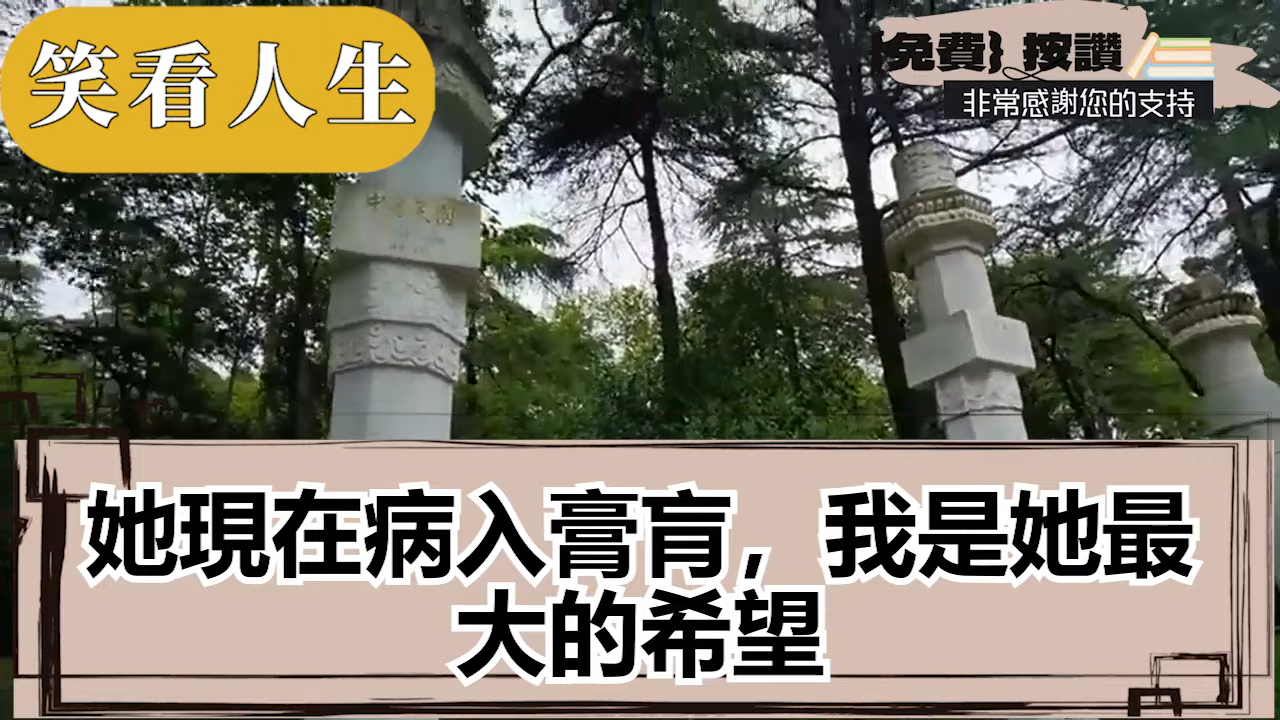 笑看人生
免費 按讚
非常感謝您的支持
她現在病入膏肓，我是她最
大的希望